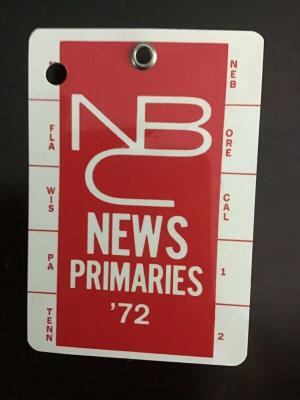 NBC
NEWS
PRIMARIES
'72
FLA
WIS
PA
TENN
NEB
ORE
CAL
1
2